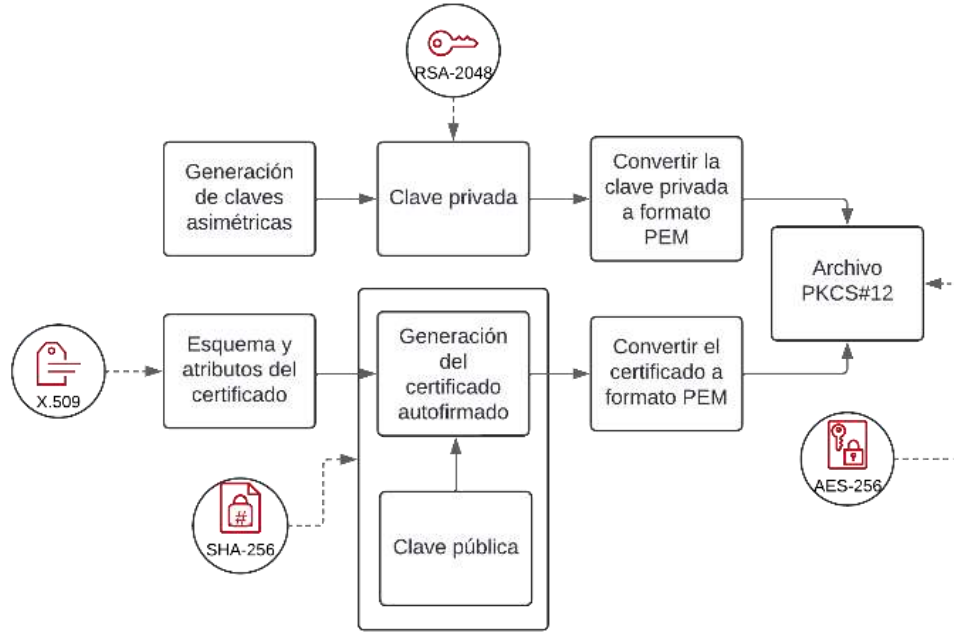 RSA-2048
Generación
de claves
asimétricas
Clave privada
Convertir la
clave privada
a formato
PEM
Archivo
PKCS#12
X.509
Esquema y
atributos del
certificado
Generación
del
certificado
autofirmado
Convertir el
certificado a
formato PEM
AES-256
#
SHA-256
Clave pública